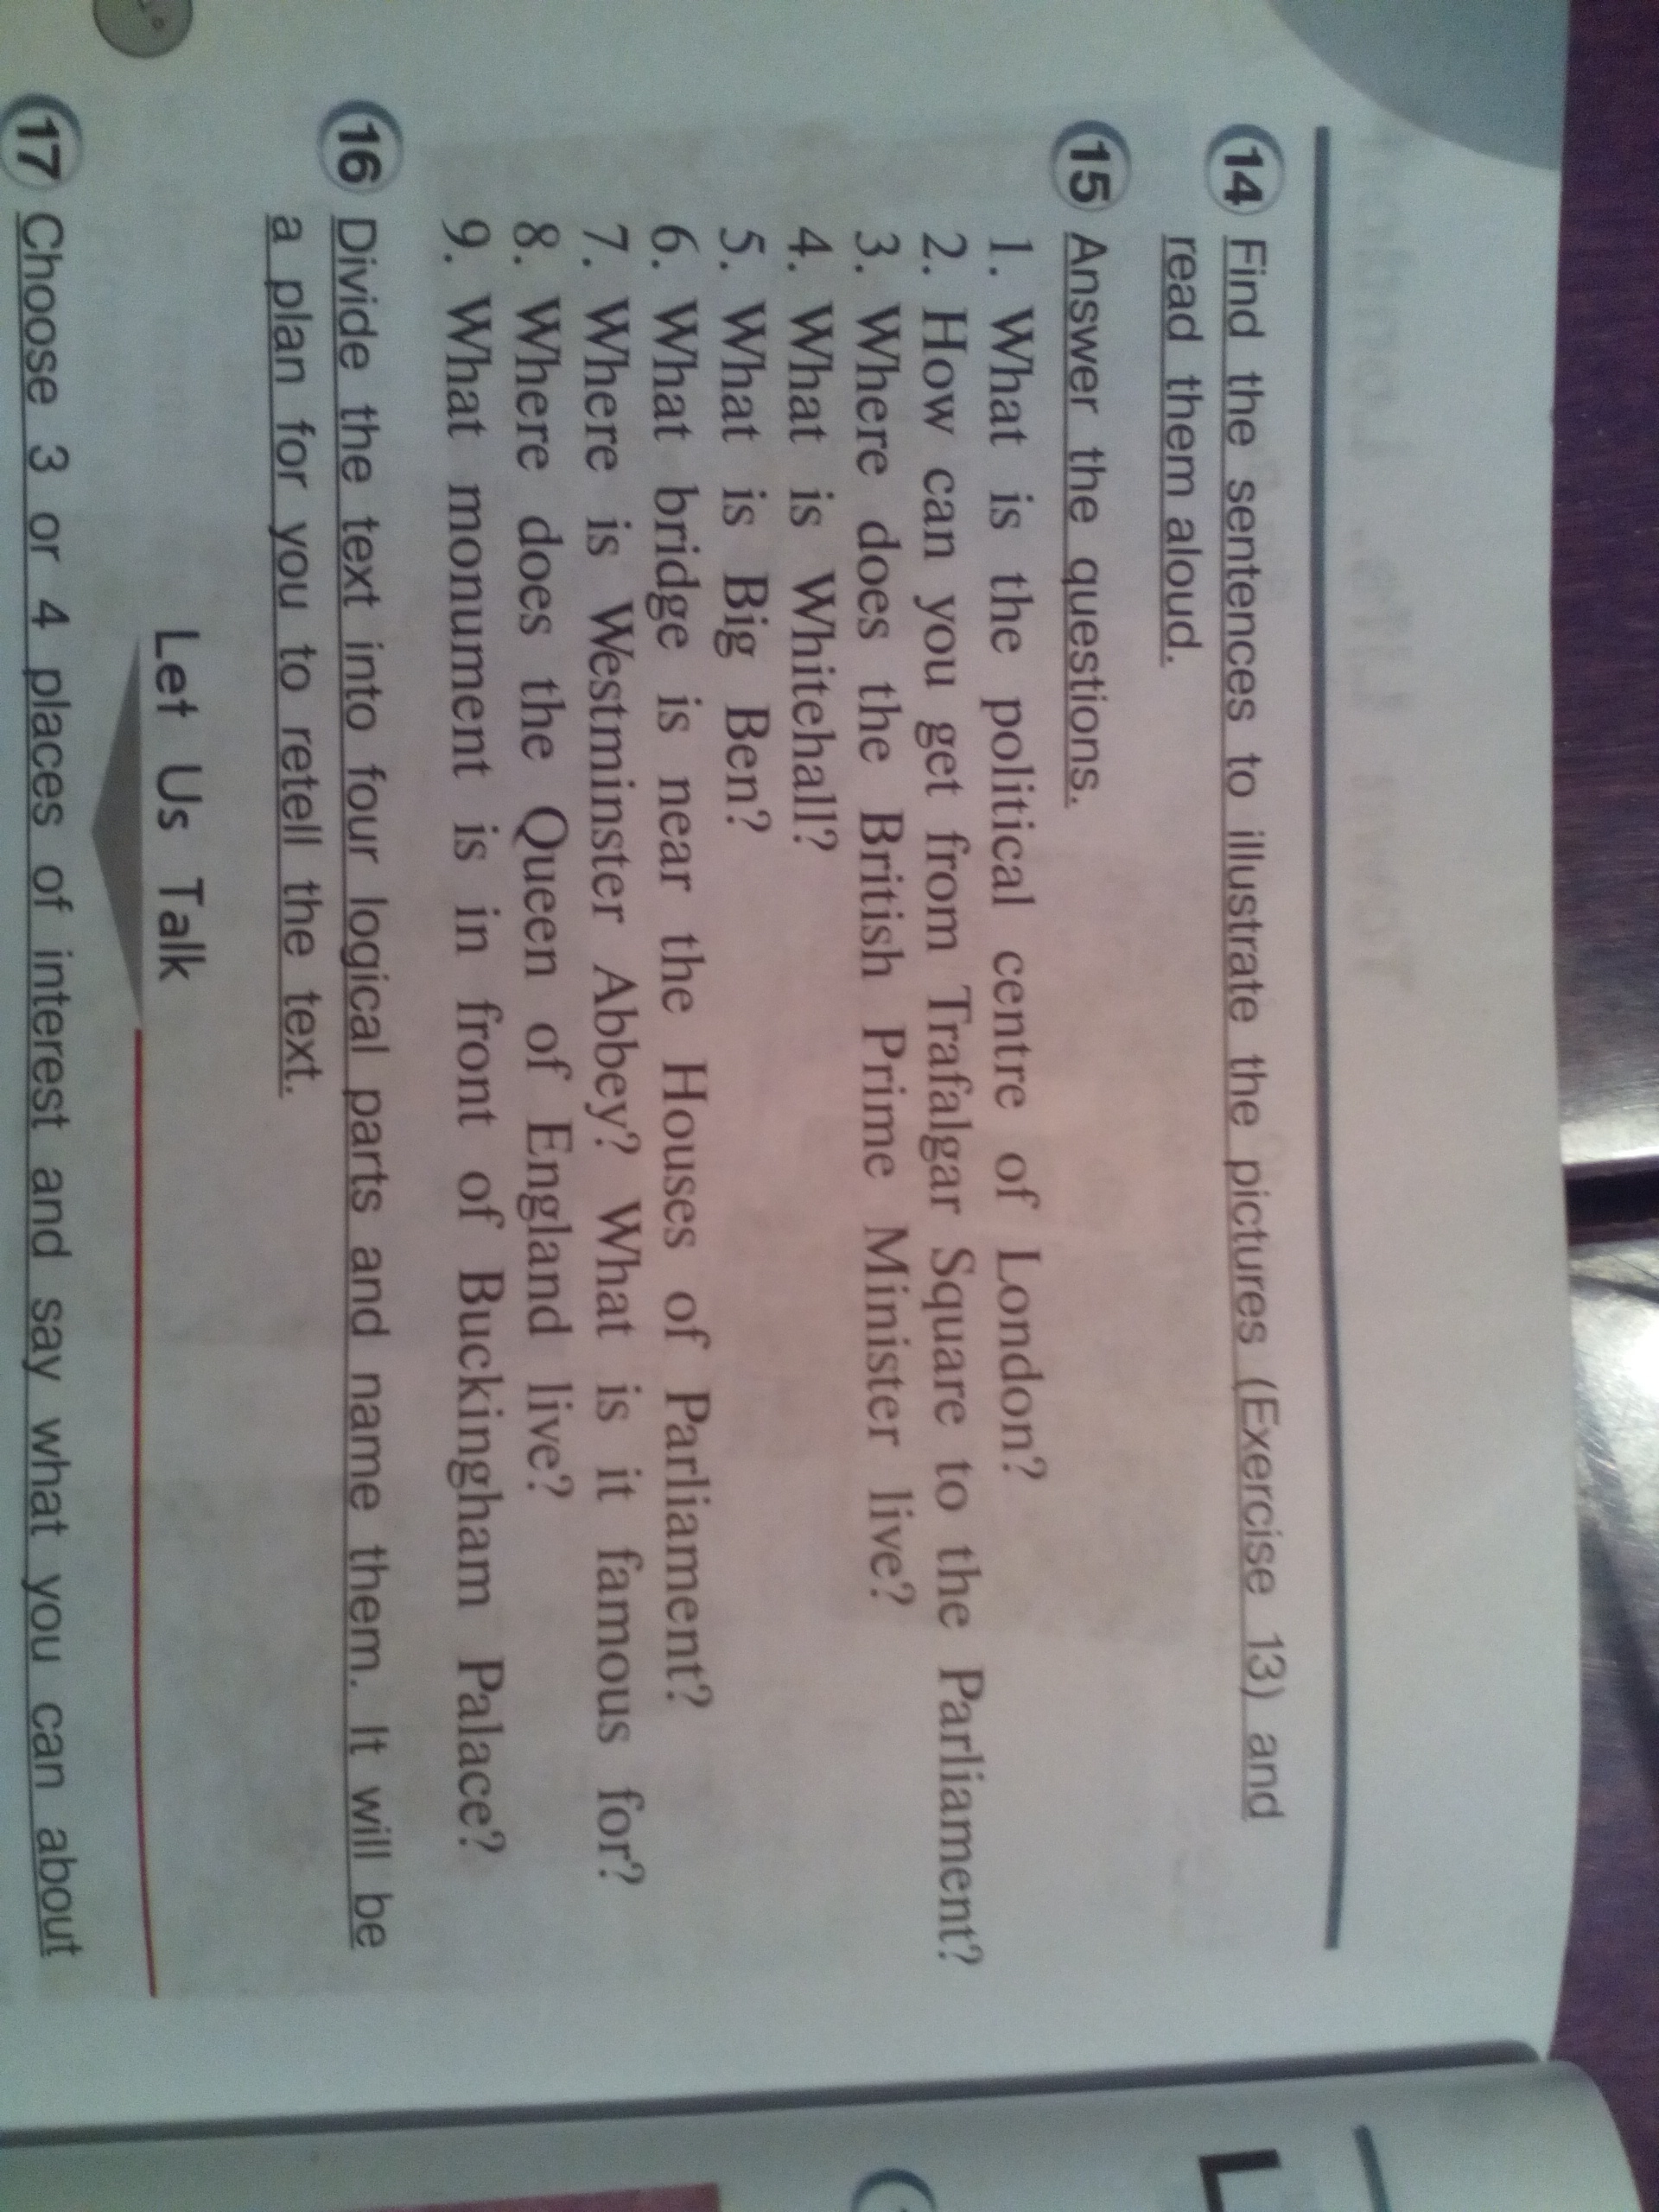 14 Find the sentences to illustrate the pictures (Exercise 13) and
read them aloud.
15 Answer the questions.
1. What is the political centre of London?
2. How can you get from Trafalgar Square to the Parliament?
3. Where does the British Prime Minister live?
4. What is Whitehall?
5. What is Big Ben?
6. What bridge is near the Houses of Parliament?
7. Where is Westminster Abbey? What is it famous for?
8. Where does the Queen of England live?
9. What monument is in front of Buckingham Palace?
16 Divide the text into four logical parts and name them. It will be
a plan for you to retell the text.
Let Us Talk
17 Choose 3 or 4 places of interest and say what you can about
L